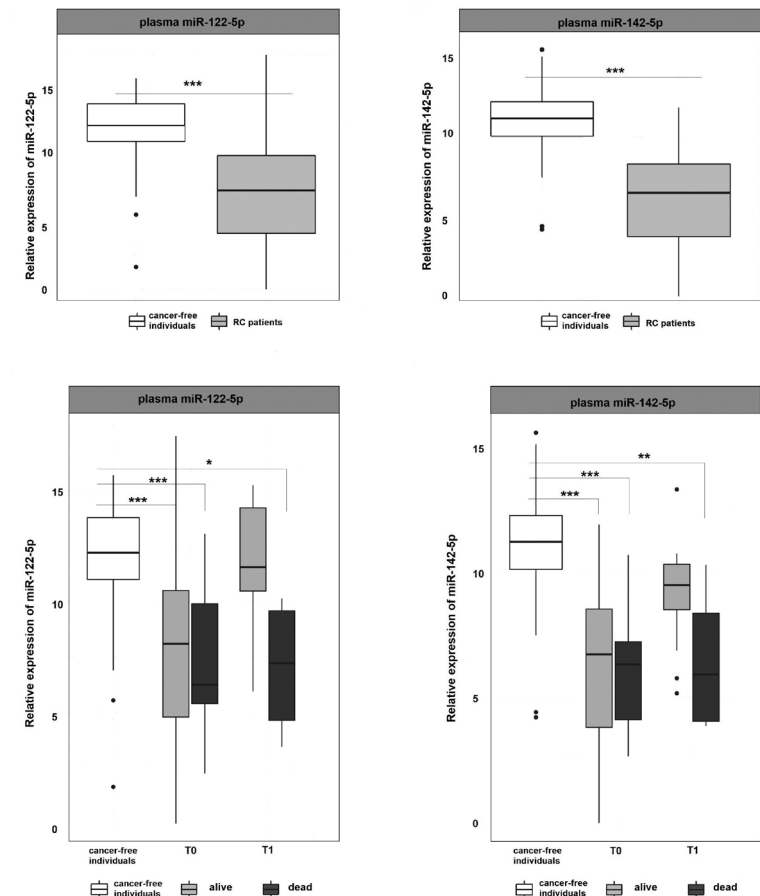 plasma miR-122-5p
Relative expression of miR-122-5p
15
10
5
0
***
cancer-free
individuals
RC patients
plasma miR-142-5p
Relative expression of miR-142-5p
15
10
5
0
***
cancer-free
individuals
RC patients
plasma miR-122-5p
Relative expression of miR-122-5p
15
10
5
0
*
***
***
cancer-free
individuals
T0
T1
cancer-free
individuals
alive
dead
plasma miR-142-5p
Relative expression of miR-142-5p
15
10
5
0
**
***
***
cancer-free
individuals
T0
T1
cancer-free
individuals
alive
dead